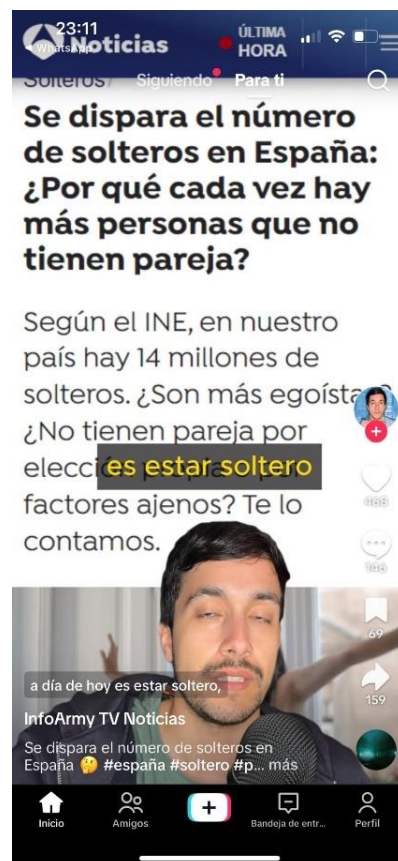 23:11
WhatsApp
Noticias
ÚLTIMA
HORA
Solteros/
Siguiendo
Para ti
Se dispara el número
de solteros en España:
¿Por qué cada vez hay
más personas que no
tienen pareja?
Según el INE, en nuestro
país hay 14 millones de
solteros. ¿Son más egoístas?
¿No tienen pareja por
es estar soltero
factores ajenos? Te lo
contamos.
468
146
69
159
a día de hoy es estar soltero,
InfoArmy TV Noticias
Se dispara el número de solteros en
España 🤔 #españa #soltero #p... más
Inicio
Amigos
Bandeja de entr...
Perfil